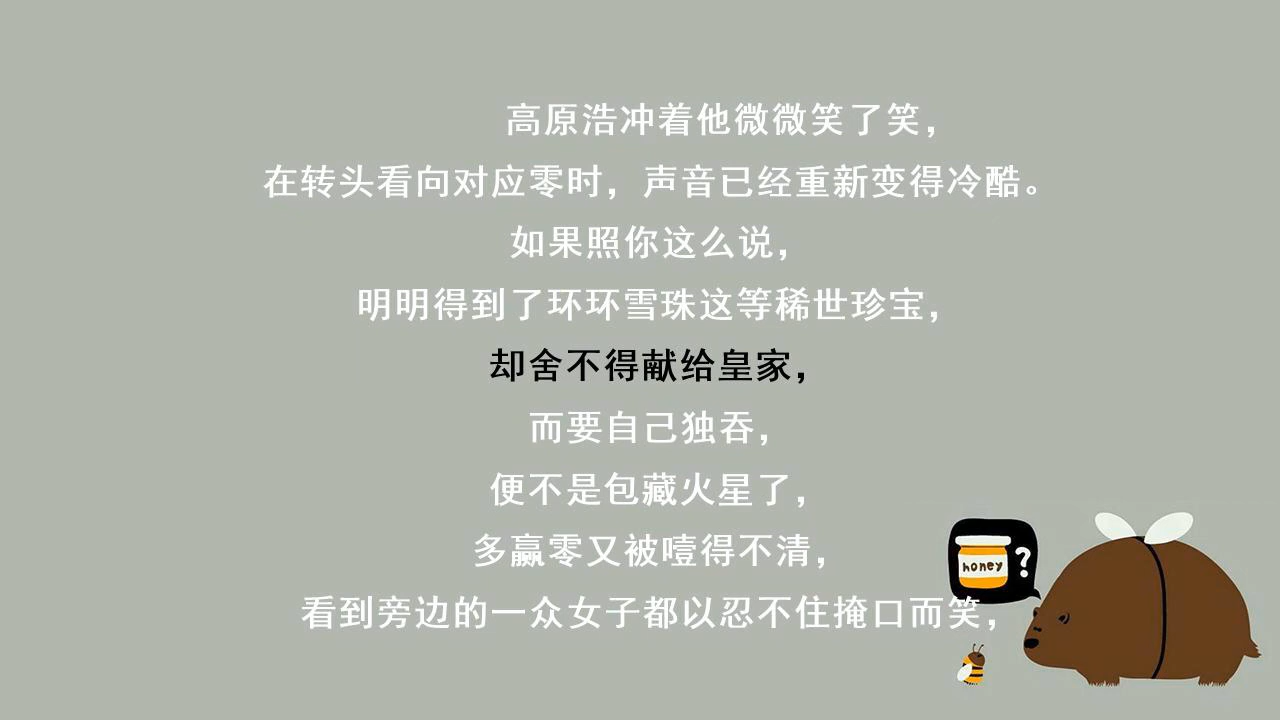 高原浩冲着他微微笑了笑，
在转头看向对应零时，声音已经重新变得冷酷。
如果照你这么说，
明明得到了环环雪珠这等稀世珍宝，
却舍不得献给皇家，
而要自己独吞，
便不是包藏火星了，
多赢零又被噎得不清，
看到旁边的一众女子都以忍不住掩口而笑，
honey
?